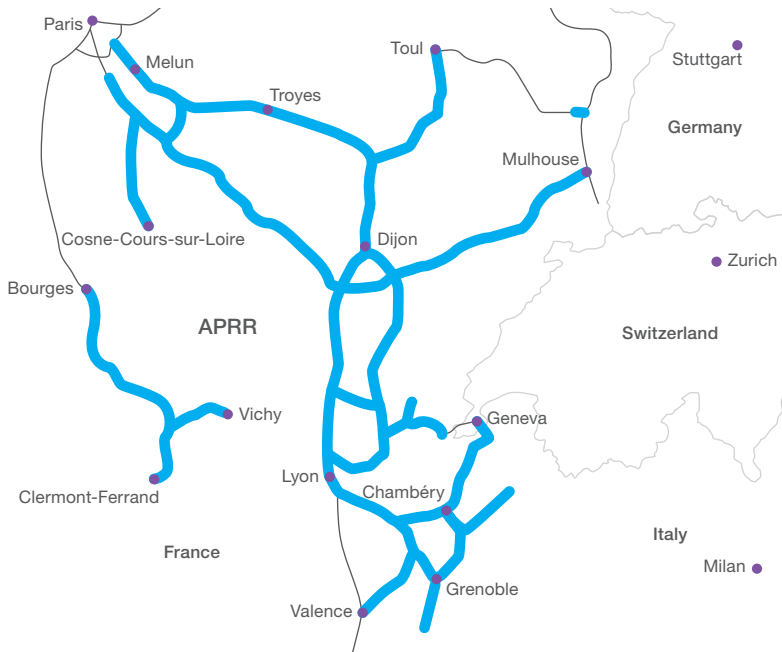 Paris
Toul
Stuttgart
Melun
Troyes
Germany
Mulhouse
Cosne-Cours-sur-Loire
Dijon
Zurich
Bourges
APRR
Switzerland
Vichy
Geneva
Lyon
Chambéry
Clermont-Ferrand
Italy
France
Milan
Grenoble
Valence